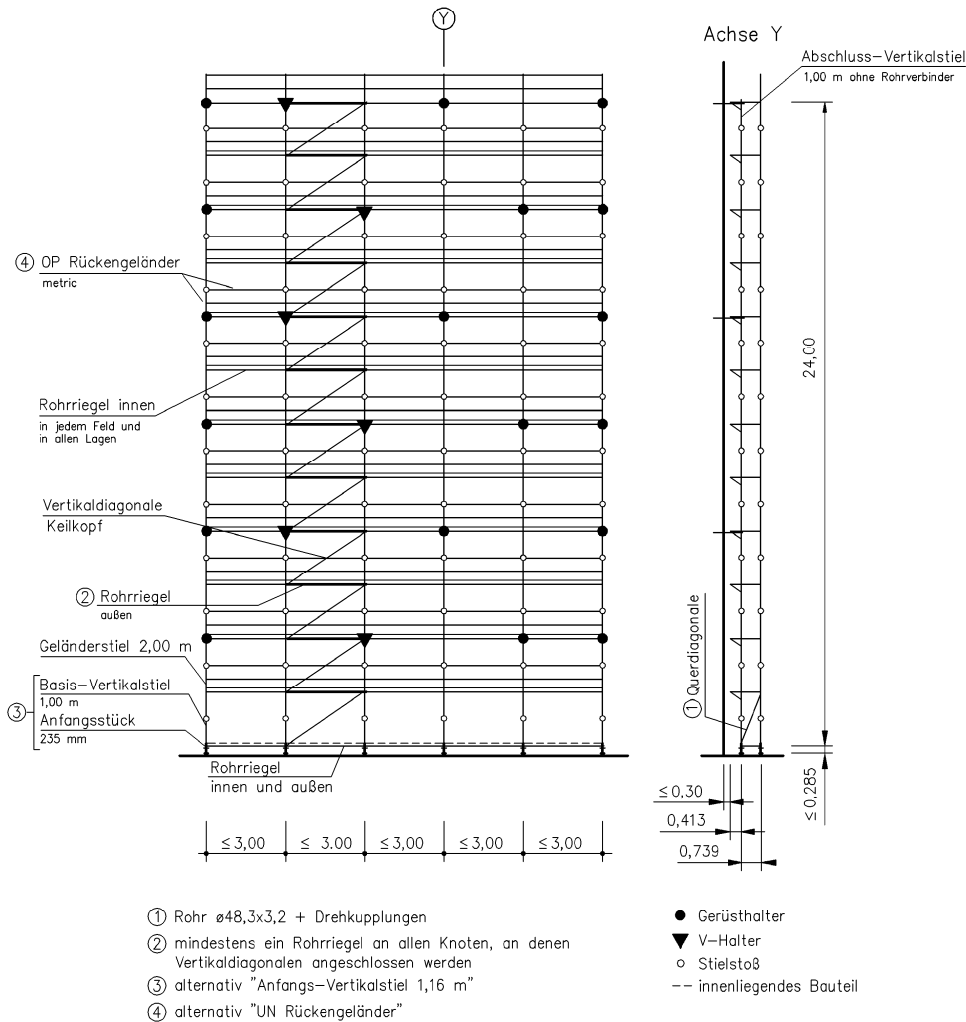 Y
Achse Y
Abschluss-Vertikalstiel
1,00 m ohne Rohrverbinder
④ OP Rückengeländer
metric
24,00
Rohrriegel innen
in jedem Feld und
in allen Lagen
Vertikaldiagonale
Keilkopf
② Rohrriegel
außen
① Querdiagonale
Geländerstiel 2,00 m
③ Basis-Vertikalstiel
1,00 m
Anfangsstück
235 mm
Rohrriegel
innen und außen
≤0,285
≤0.30
0,413
0,739
≤3,00
≤ 3.00
≤3,00
≤3,00
≤3,00
① Rohr ø48,3x3,2 + Drehkupplungen
② mindestens ein Rohrriegel an allen Knoten, an denen
Vertikaldiagonalen angeschlossen werden
③ alternativ "Anfangs-Vertikalstiel 1,16 m"
④ alternativ "UN Rückengeländer"
● Gerüsthalter
▼ V-Halter
○ Stielstoß
-- innenliegendes Bauteil